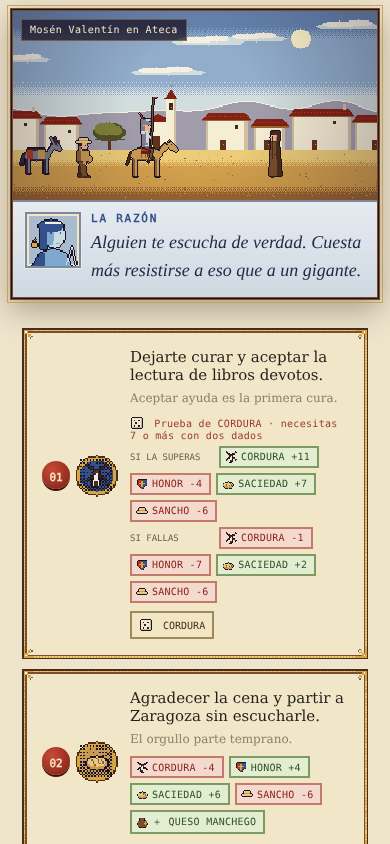 Mosén Valentín en Ateca
LA RAZÓN
Alguien te escucha de verdad. Cuesta
más resistirse a eso que a un gigante.
Dejarte curar y aceptar la
lectura de libros devotos.
Aceptar ayuda es la primera cura.
Prueba de CORDURA · necesitas
7 o más con dos dados
01
SI LA SUPERAS CORDURA +11
HONOR -4 SACIEDAD +7
SANCHO -6
SI FALLAS CORDURA -1
HONOR -7 SACIEDAD +2
SANCHO -6
CORDURA
Agradecer la cena y partir a
Zaragoza sin escucharle.
El orgullo parte temprano.
02
CORDURA -4 HONOR +4
SACIEDAD +6 SANCHO -6
+ QUESO MANCHEGO